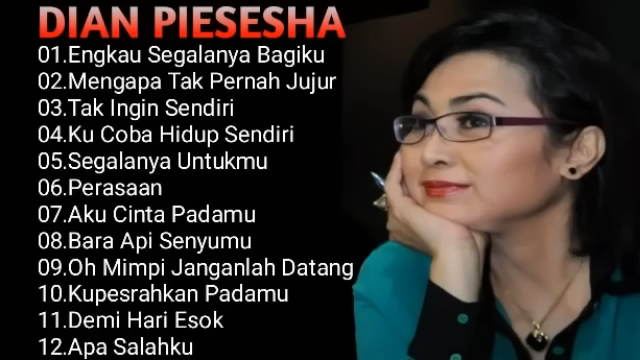 DIAN PIESESHA
01.Engkau Segalanya Bagiku
02.Mengapa Tak Pernah Jujur
03.Tak Ingin Sendiri
04.Ku Coba Hidup Sendiri
05.Segalanya Untukmu
06.Perasaan
07.Aku Cinta Padamu
08.Bara Api Senyumu
09.Oh Mimpi Janganlah Datang
10.Kupesrahkan Padamu
11.Demi Hari Esok
12.Apa Salahku